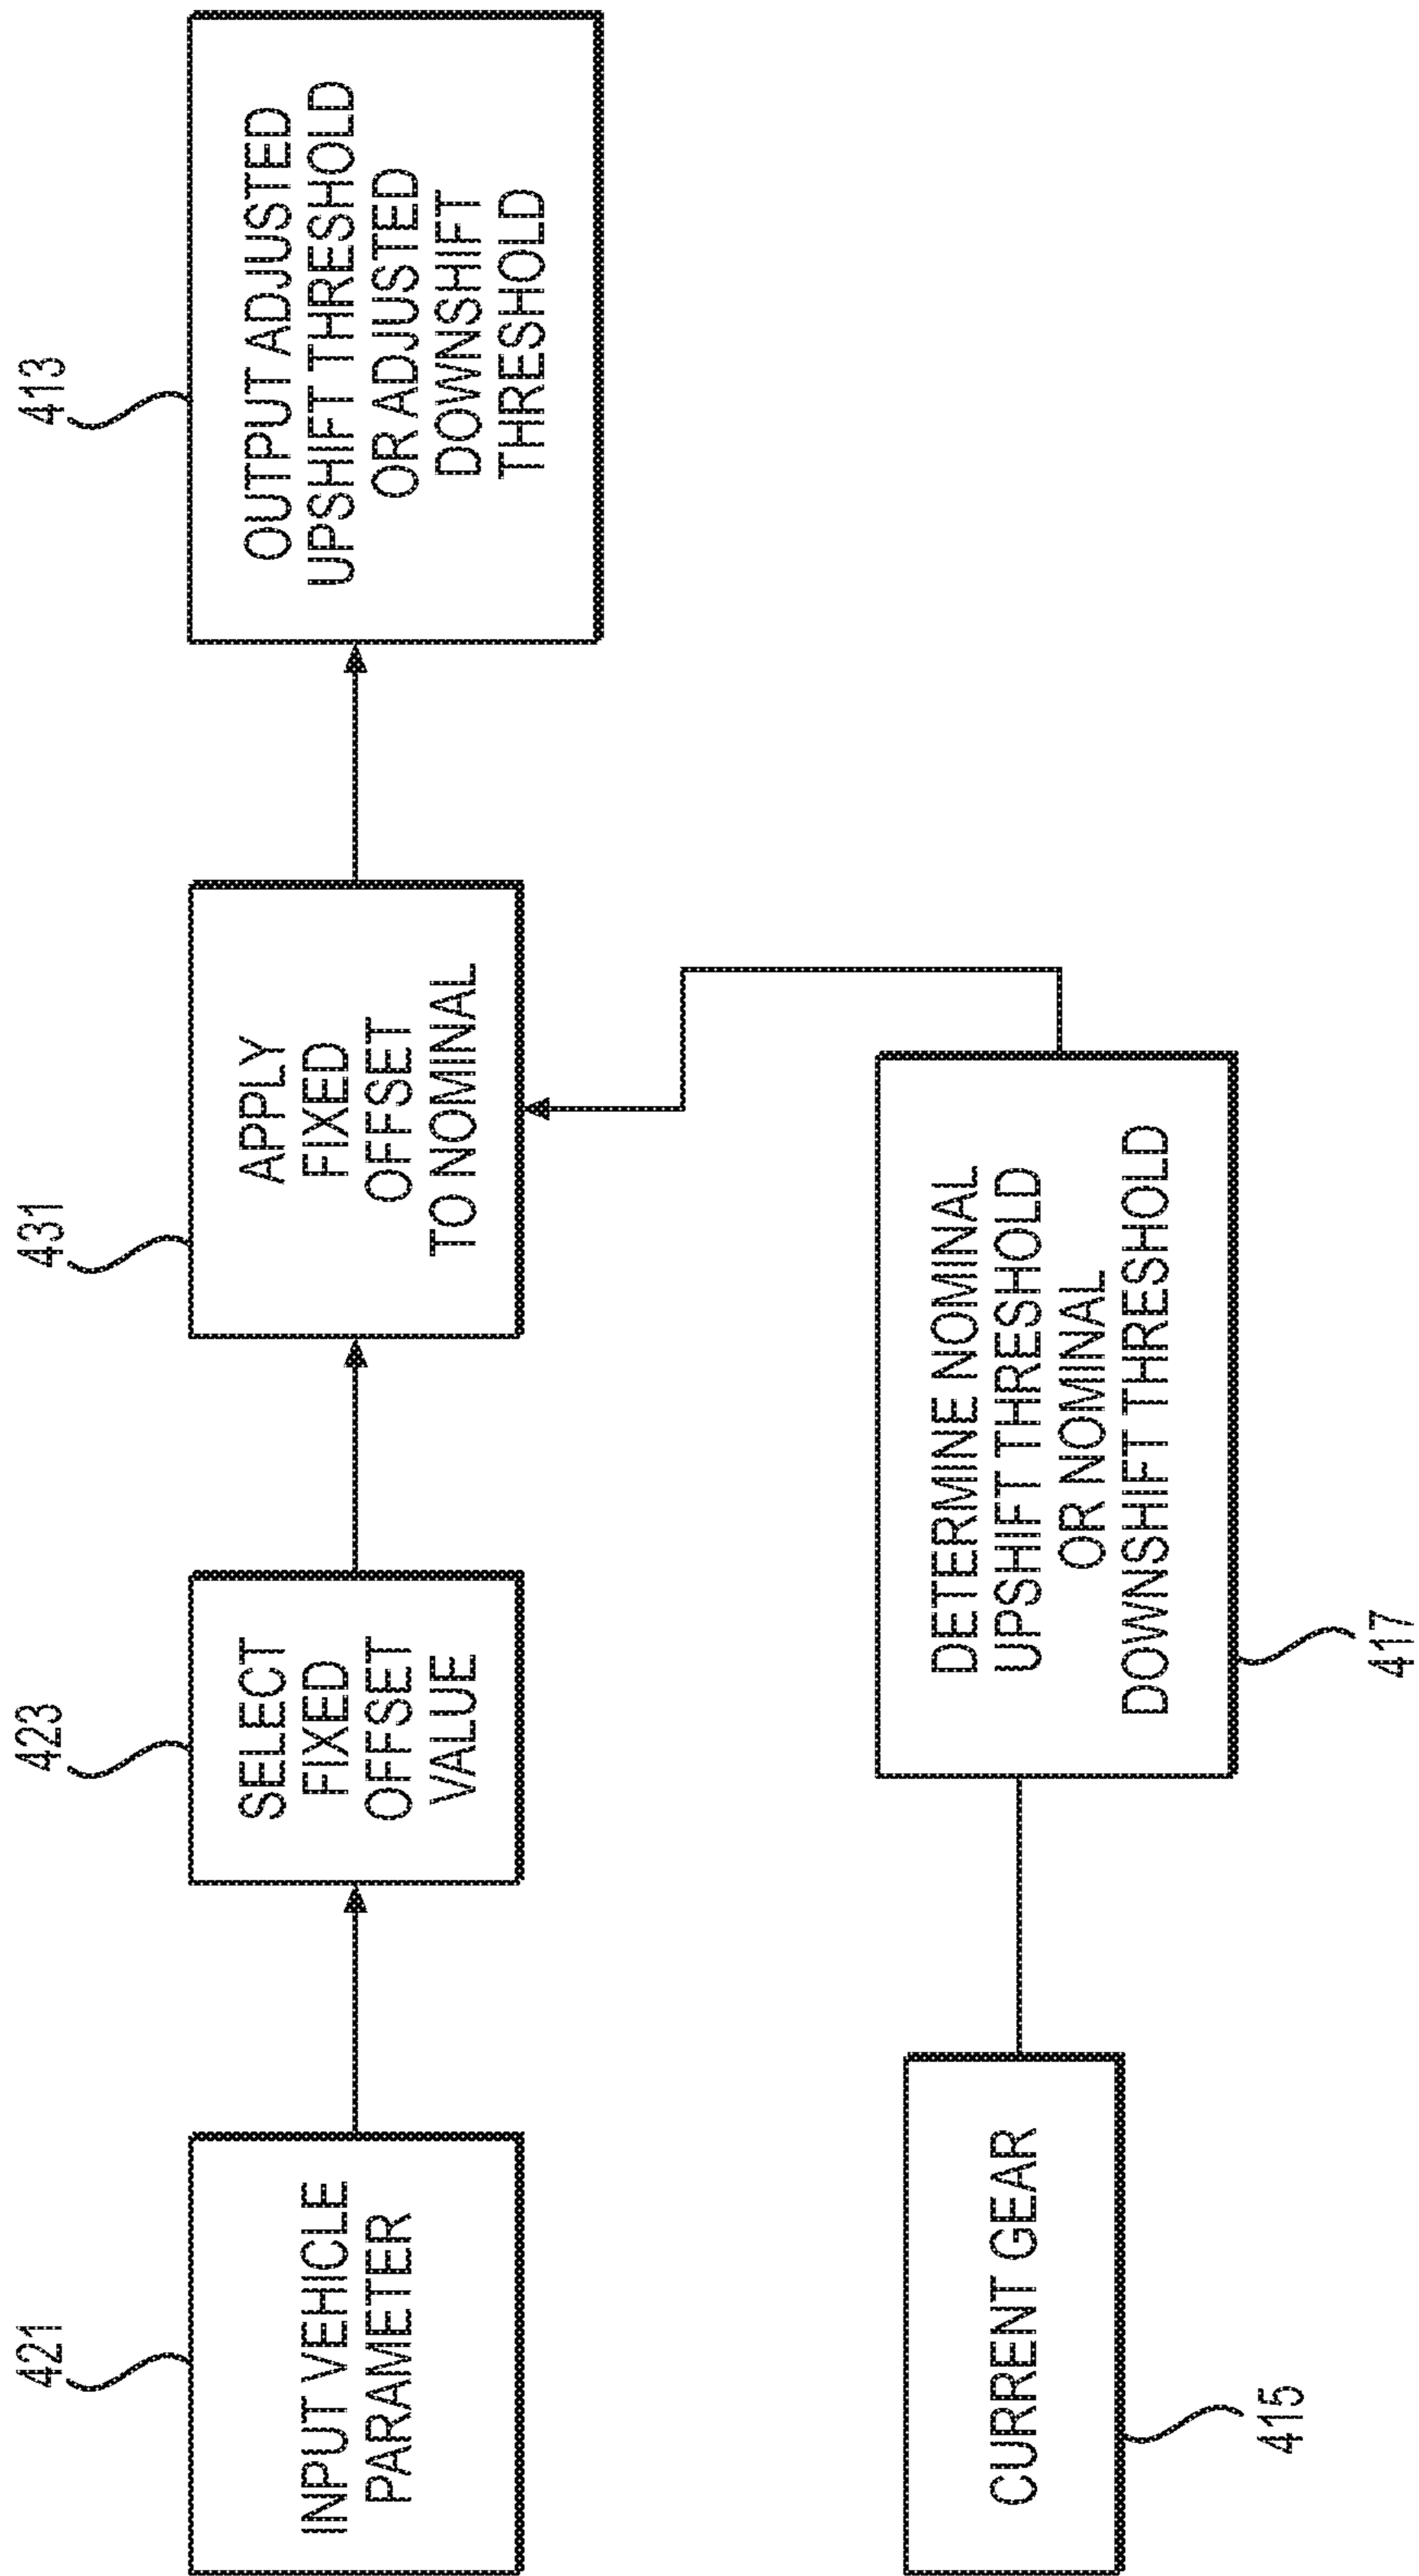 421
INPUT VEHICLE
PARAMETER
423
SELECT
FIXED
OFFSET
VALUE
431
APPLY
FIXED
OFFSET
TO NOMINAL
413
OUTPUT ADJUSTED
UPSHIFT THRESHOLD
OR ADJUSTED
DOWNSHIFT
THRESHOLD
CURRENT GEAR
415
DETERMINE NOMINAL
UPSHIFT THRESHOLD
OR NOMINAL
DOWNSHIFT THRESHOLD
417